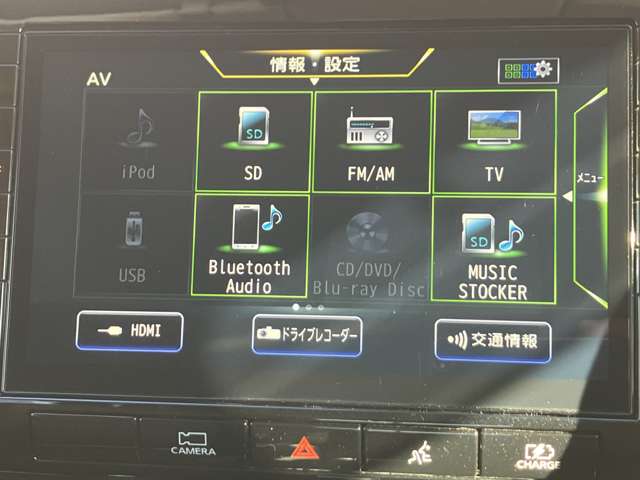 情報・設定
AV
iPod
SD
SD
FM/AM
TV
メニュー
USB
Bluetooth
Audio
CD/DVD/
Blu-ray Disc
SD
MUSIC
STOCKER
HDMI
ドライブレコーダー
交通情報
CAMERA
CHARGE